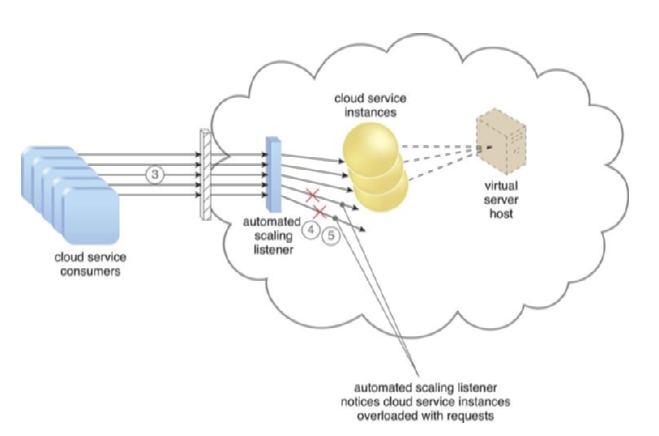 cloud service
instances
3
virtual
server
host
automated
scaling
listener
4
5
cloud service
consumers
automated scaling listener
notices cloud service instances
overloaded with requests